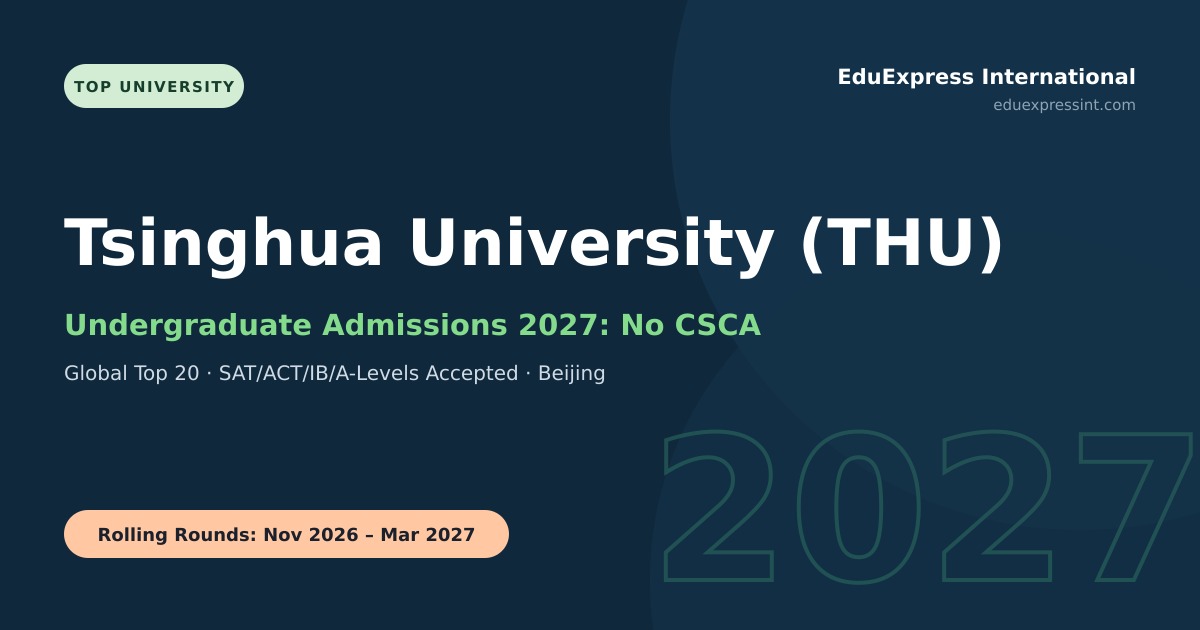 TOP UNIVERSITY
EduExpress International
eduexpressint.com
Tsinghua University (THU)
Undergraduate Admissions 2027: No CSCA
Global Top 20 · SAT/ACT/IB/A-Levels Accepted · Beijing
2027
Rolling Rounds: Nov 2026 – Mar 2027